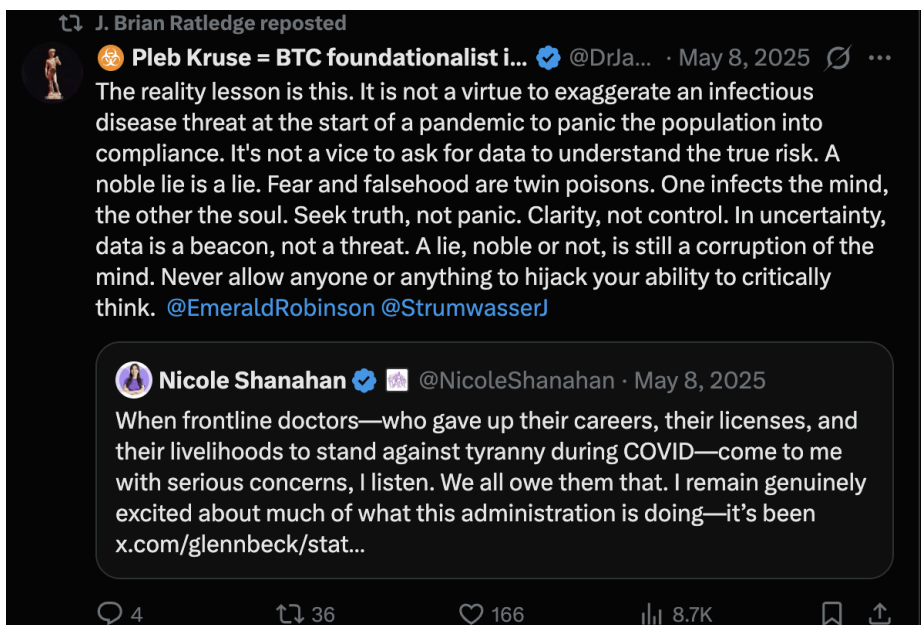 J. Brian Ratledge reposted
Pleb Kruse = BTC foundationalist i... @DrJa... · May 8, 2025
The reality lesson is this. It is not a virtue to exaggerate an infectious
disease threat at the start of a pandemic to panic the population into
compliance. It's not a vice to ask for data to understand the true risk. A
noble lie is a lie. Fear and falsehood are twin poisons. One infects the mind,
the other the soul. Seek truth, not panic. Clarity, not control. In uncertainty,
data is a beacon, not a threat. A lie, noble or not, is still a corruption of the
mind. Never allow anyone or anything to hijack your ability to critically
think. @EmeraldRobinson @StrumwasserJ
Nicole Shanahan @NicoleShanahan · May 8, 2025
When frontline doctors—who gave up their careers, their licenses, and
their livelihoods to stand against tyranny during COVID—come to me
with serious concerns, I listen. We all owe them that. I remain genuinely
excited about much of what this administration is doing—it's been
x.com/glennbeck/stat...
4 36 166 8.7K